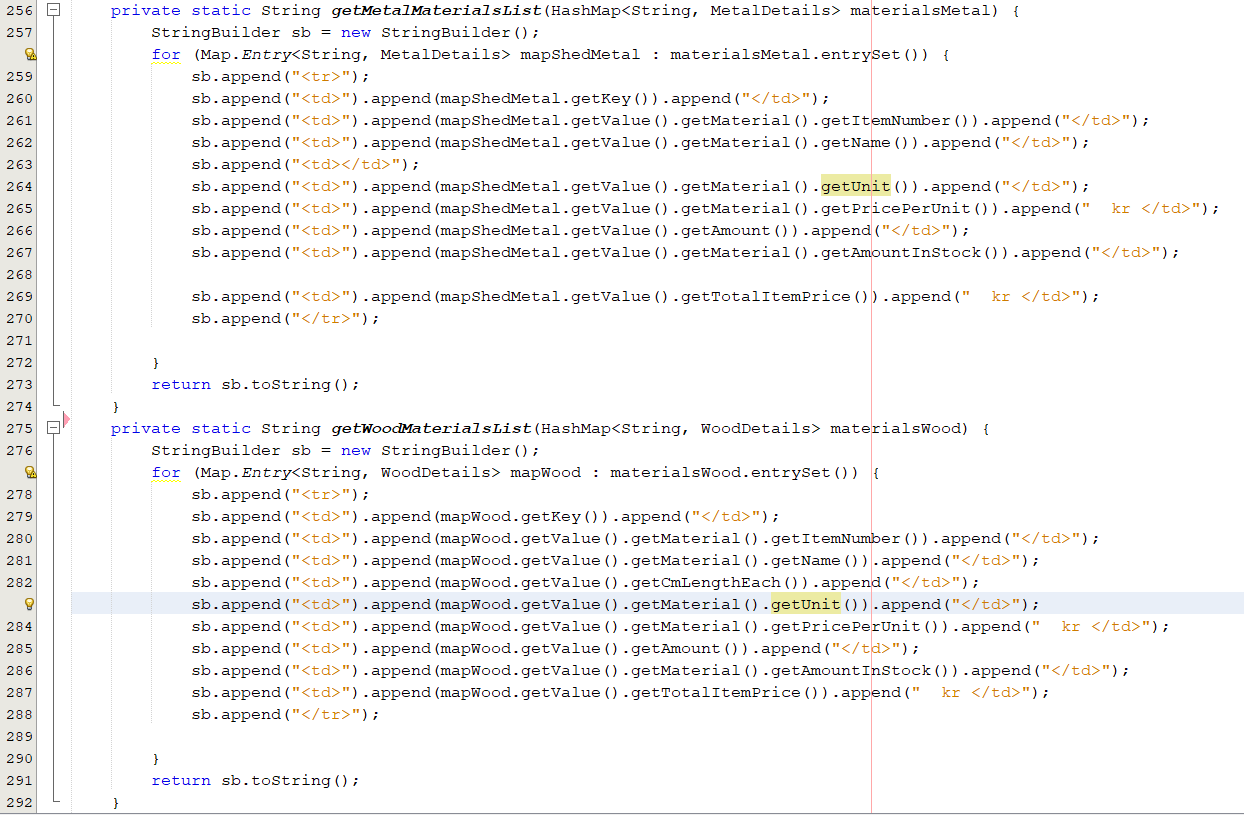 256 private static String getMetalMaterialsList(HashMap<String, MetalDetails> materialsMetal) {
257 StringBuilder sb = new StringBuilder();
for (Map.Entry<String, MetalDetails> mapShedMetal : materialsMetal.entrySet()) {
259 sb.append("<tr>");
260 sb.append("<td>").append(mapShedMetal.getKey()).append("</td>");
261 sb.append("<td>").append(mapShedMetal.getValue().getMaterial().getItemNumber()).append("</td>");
262 sb.append("<td>").append(mapShedMetal.getValue().getMaterial().getName()).append("</td>");
263 sb.append("<td></td>");
264 sb.append("<td>").append(mapShedMetal.getValue().getMaterial().getUnit()).append("</td>");
265 sb.append("<td>").append(mapShedMetal.getValue().getMaterial().getPricePerUnit()).append("  kr </td>");
266 sb.append("<td>").append(mapShedMetal.getValue().getAmount()).append("</td>");
267 sb.append("<td>").append(mapShedMetal.getValue().getMaterial().getAmountInStock()).append("</td>");
268
269 sb.append("<td>").append(mapShedMetal.getValue().getTotalItemPrice()).append("  kr </td>");
270 sb.append("</tr>");
271
272 }
273 return sb.toString();
274 }
275 private static String getWoodMaterialsList(HashMap<String, WoodDetails> materialsWood) {
276 StringBuilder sb = new StringBuilder();
for (Map.Entry<String, WoodDetails> mapWood : materialsWood.entrySet()) {
278 sb.append("<tr>");
279 sb.append("<td>").append(mapWood.getKey()).append("</td>");
280 sb.append("<td>").append(mapWood.getValue().getMaterial().getItemNumber()).append("</td>");
281 sb.append("<td>").append(mapWood.getValue().getMaterial().getName()).append("</td>");
282 sb.append("<td>").append(mapWood.getValue().getCmLengthEach()).append("</td>");
sb.append("<td>").append(mapWood.getValue().getMaterial().getUnit()).append("</td>");
284 sb.append("<td>").append(mapWood.getValue().getMaterial().getPricePerUnit()).append("  kr </td>");
285 sb.append("<td>").append(mapWood.getValue().getAmount()).append("</td>");
286 sb.append("<td>").append(mapWood.getValue().getMaterial().getAmountInStock()).append("</td>");
287 sb.append("<td>").append(mapWood.getValue().getTotalItemPrice()).append("  kr </td>");
288 sb.append("</tr>");
289
290 }
291 return sb.toString();
292 }